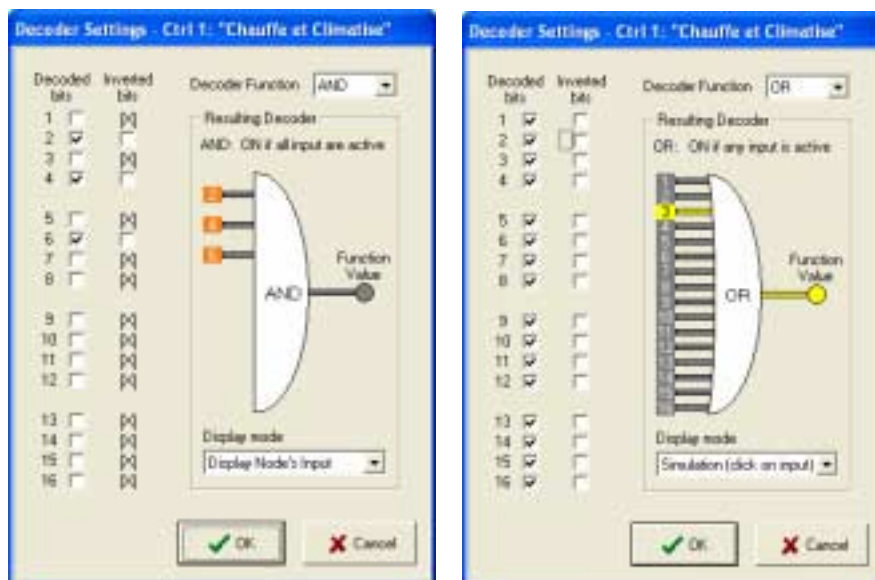 Decoder Settings - Ctrl 1: "Chauffe et Climatise"
Decoded bits
Inverted bits
1 [X]
2
3 [X]
4
5 [X]
6
7 [X]
8 [X]
9 [X]
10 [X]
11 [X]
12 [X]
13 [X]
14 [X]
15 [X]
16 [X]
Decoder Function AND
Resulting Decoder
AND: ON if all input are active
AND
Function
Value
Display mode
Display Node's Input
OK
Cancel
Decoder Settings - Ctrl 1: "Chauffe et Climatise"
Decoded bits
Inverted bits
1
2
3
4
5
6
7
8
9
10
11
12
13
14
15
16
Decoder Function OR
Resulting Decoder
OR: ON if any input is active
3
OR
Function
Value
Display mode
Simulation (click on input)
OK
Cancel